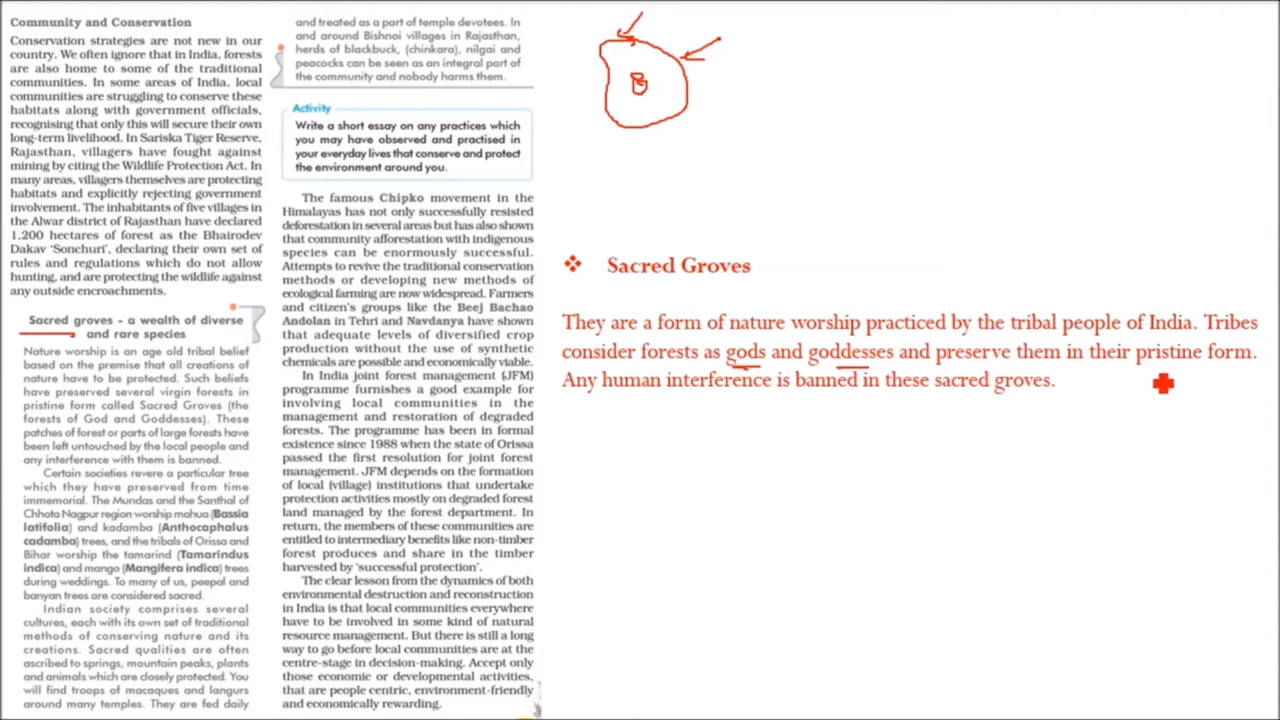 Community and Conservation
Conservation strategies are not new in our
country. We often ignore that in India, forests
are also home to some of the traditional
communities. In some areas of India, local
communities are struggling to conserve these
habitats along with government officials,
recognising that only this will secure their own
long-term livelihood. In Sariska Tiger Reserve,
Rajasthan, villagers have fought against
mining by citing the Wildlife Protection Act. In
many areas, villagers themselves are protecting
habitats and explicitly rejecting government
involvement. The inhabitants of five villages in
the Alwar district of Rajasthan have declared
1,200 hectares of forest as the Bhairodev
Dakav 'Sonchuri', declaring their own set of
rules and regulations which do not allow
hunting, and are protecting the wildlife against
any outside encroachments.
Sacred groves - a wealth of diverse
and rare species
Nature worship is an age old tribal belief
based on the premise that all creations of
nature have to be protected. Such beliefs
have preserved several virgin forests in
pristine form called Sacred Groves (the
forests of God and Goddesses). These
patches of forest or parts of large forests have
been left untouched by the local people and
any interference with them is banned.
Certain societies revere a particular tree
which they have preserved from time
immemorial. The Mundas and the Santhal of
Chhota Nagpur region worship mahua (Bassia
latifolia) and kadamba (Anthocaphalus
cadamba) trees, and the tribals of Orissa and
Bihar worship the tamarind (Tamarindus
indica) and mango (Mangifera indica) trees
during weddings. To many of us, peepal and
banyan trees are considered sacred.
Indian society comprises several
cultures, each with its own set of traditional
methods of conserving nature and its
creations. Sacred qualities are often
ascribed to springs, mountain peaks, plants
and animals which are closely protected. You
will find troops of macaques and langurs
around many temples. They are fed daily
and treated as a part of temple devotees. In
and around Bishnoi villages in Rajasthan,
herds of blackbuck, (chinkara), nilgai and
peacocks can be seen as an integral part of
the community and nobody harms them.
Activity
Write a short essay on any practices which
you may have observed and practised in
your everyday lives that conserve and protect
the environment around you.
The famous Chipko movement in the
Himalayas has not only successfully resisted
deforestation in several areas but has also shown
that community afforestation with indigenous
species can be enormously successful.
Attempts to revive the traditional conservation
methods or developing new methods of
ecological farming are now widespread. Farmers
and citizen's groups like the Beej Bachao
Andolan in Tehri and Navdanya have shown
that adequate levels of diversified crop
production without the use of synthetic
chemicals are possible and economically viable.
In India joint forest management (JFM)
programme furnishes a good example for
involving local communities in the
management and restoration of degraded
forests. The programme has been in formal
existence since 1988 when the state of Orissa
passed the first resolution for joint forest
management. JFM depends on the formation
of local (village) institutions that undertake
protection activities mostly on degraded forest
land managed by the forest department. In
return, the members of these communities are
entitled to intermediary benefits like non-timber
forest produces and share in the timber
harvested by 'successful protection'.
The clear lesson from the dynamics of both
environmental destruction and reconstruction
in India is that local communities everywhere
have to be involved in some kind of natural
resource management. But there is still a long
way to go before local communities are at the
centre-stage in decision-making. Accept only
those economic or developmental activities,
that are people centric, environment-friendly
and economically rewarding.
Sacred Groves
They are a form of nature worship practiced by the tribal people of India. Tribes
consider forests as gods and goddesses and preserve them in their pristine form.
Any human interference is banned in these sacred groves.